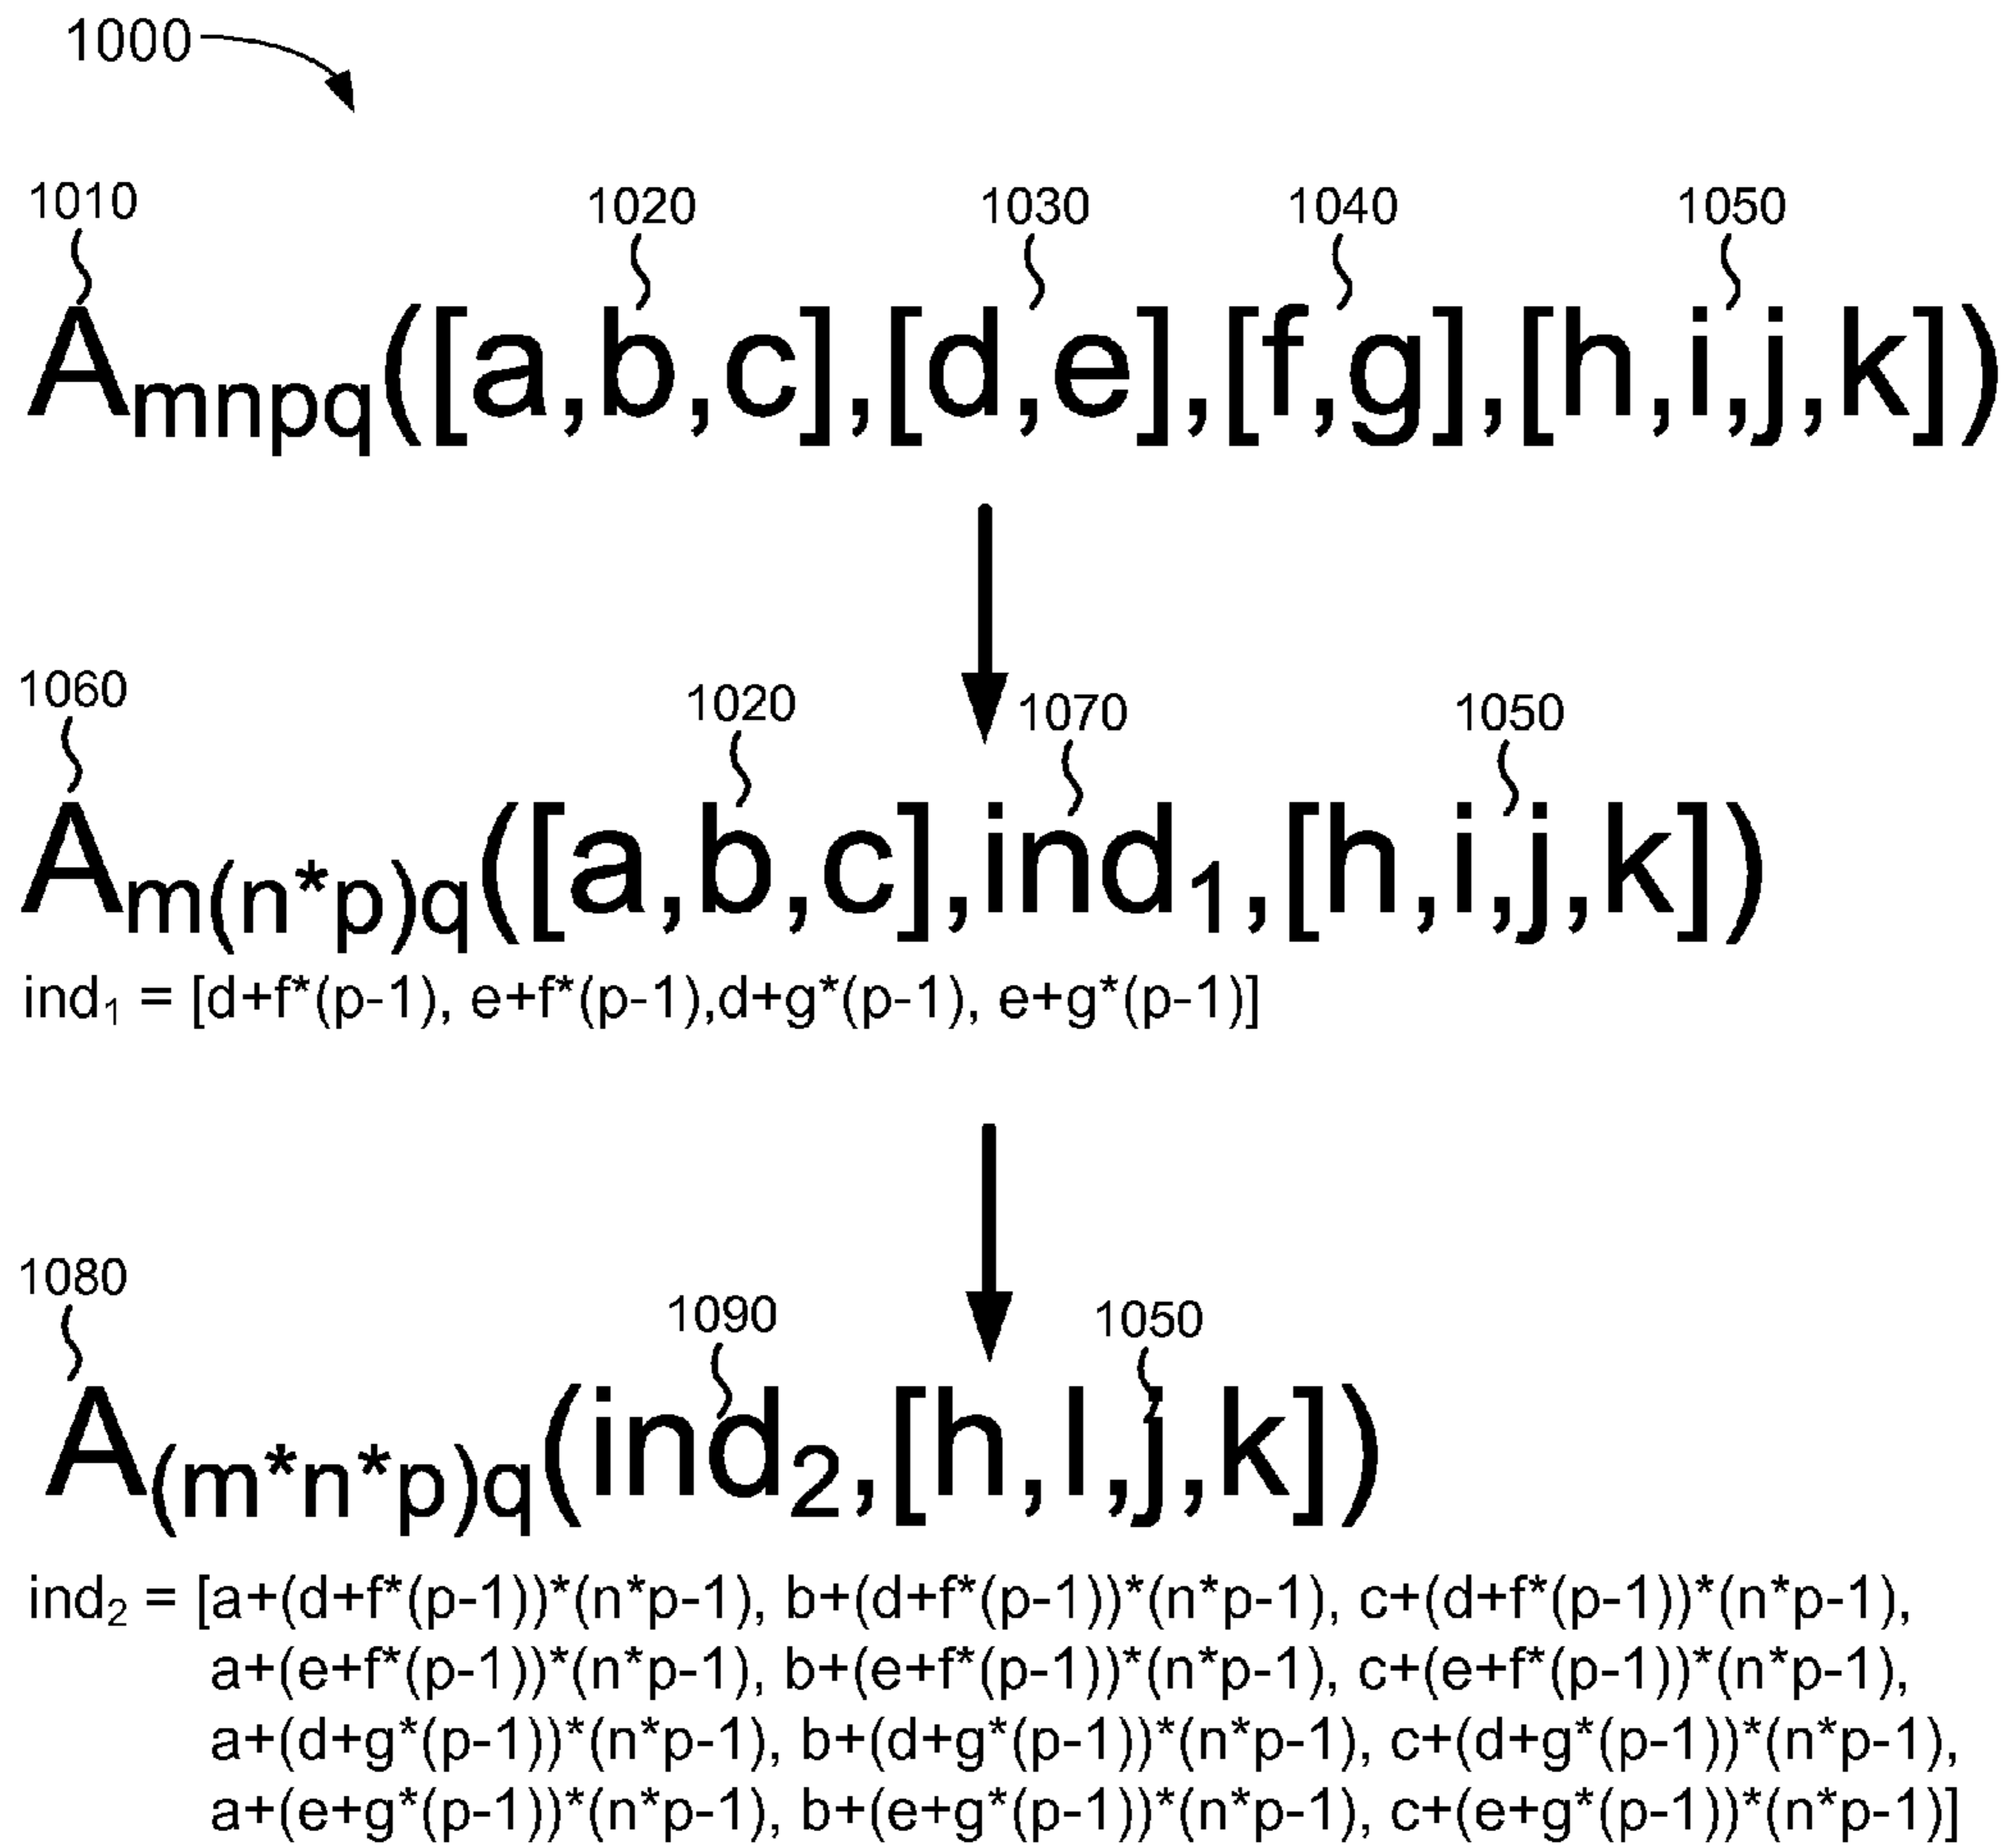 1000
1010 1020 1030 1040 1050
Amnpq([a,b,c],[d,e],[f,g],[h,i,j,k])
1060 1020 1070 1050
Am(n*p)q([a,b,c],ind1,[h,i,j,k])
ind1 = [d+f*(p-1), e+f*(p-1),d+g*(p-1), e+g*(p-1)]
1080 1090 1050
A(m*n*p)q(ind2,[h,l,j,k])
ind2 = [a+(d+f*(p-1))*(n*p-1), b+(d+f*(p-1))*(n*p-1), c+(d+f*(p-1))*(n*p-1),
a+(e+f*(p-1))*(n*p-1), b+(e+f*(p-1))*(n*p-1), c+(e+f*(p-1))*(n*p-1),
a+(d+g*(p-1))*(n*p-1), b+(d+g*(p-1))*(n*p-1), c+(d+g*(p-1))*(n*p-1),
a+(e+g*(p-1))*(n*p-1), b+(e+g*(p-1))*(n*p-1), c+(e+g*(p-1))*(n*p-1)]